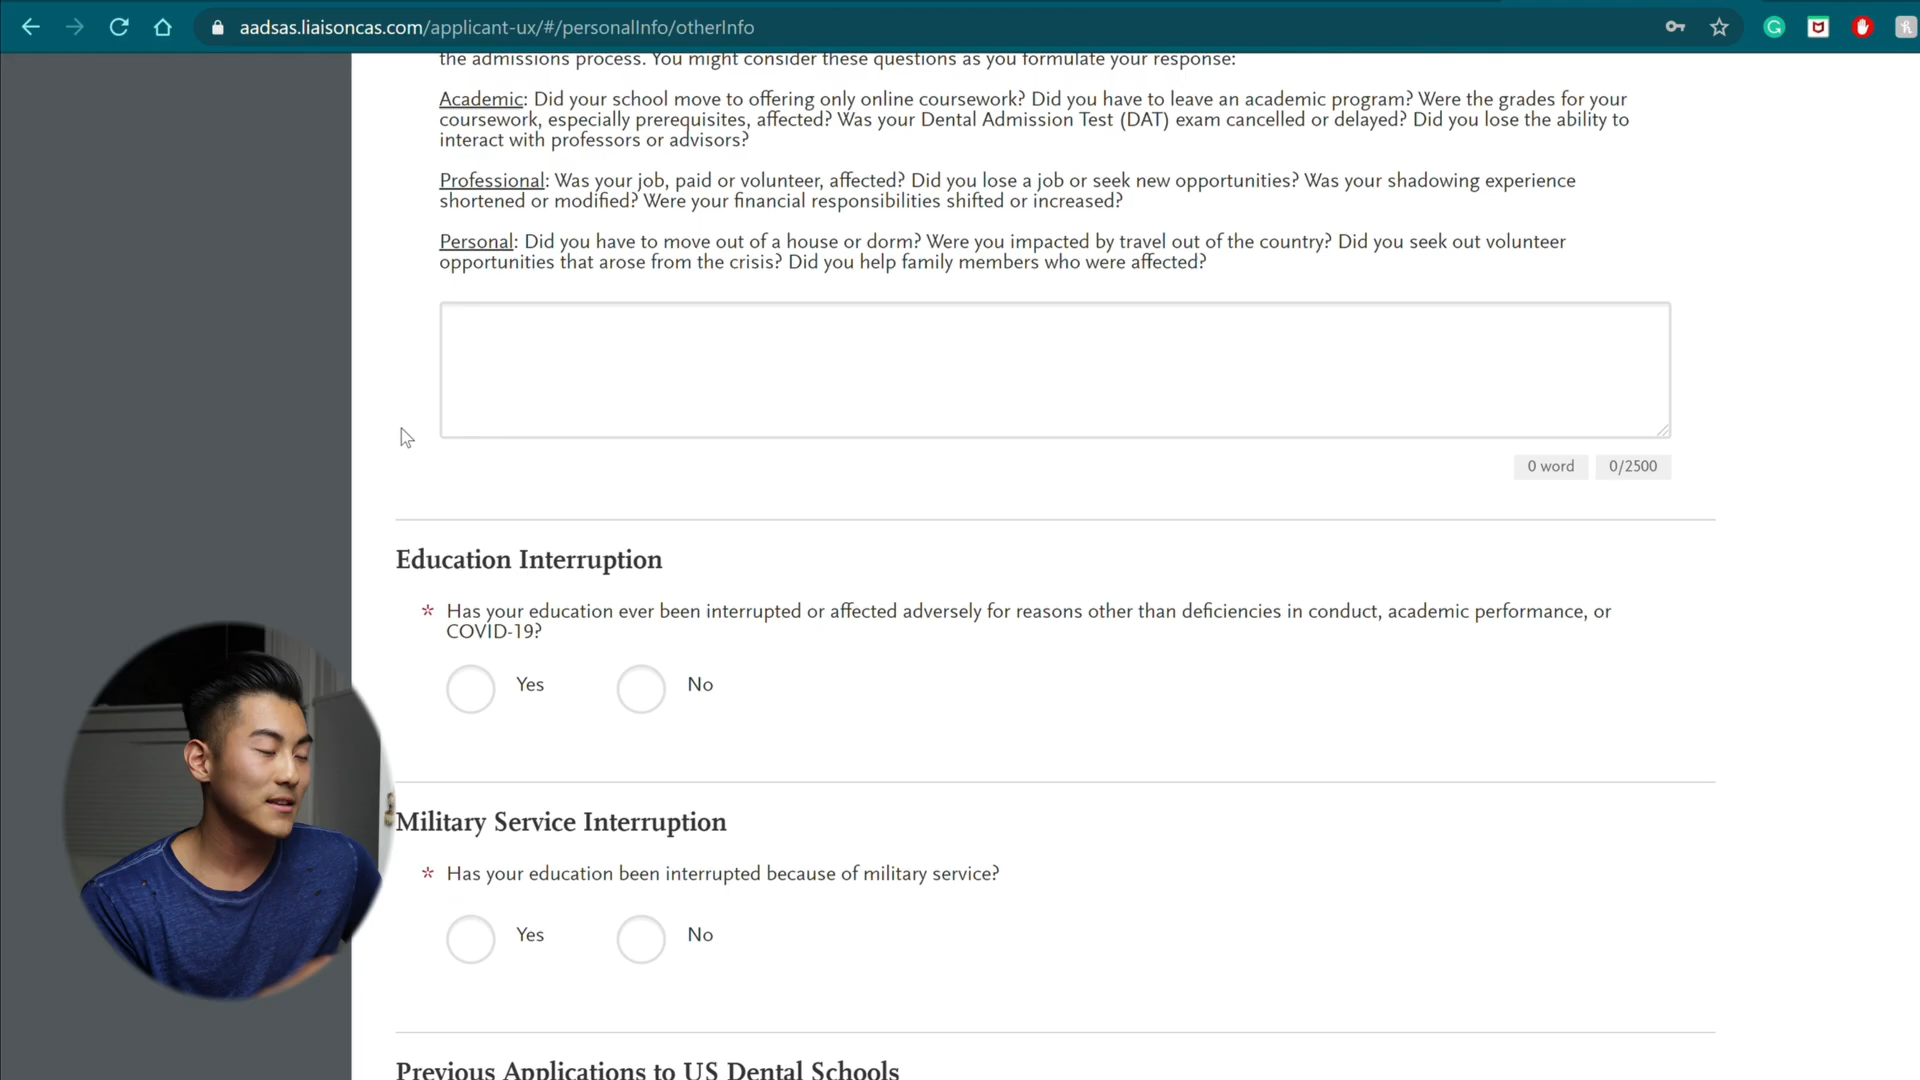 aadsas.liaisoncas.com/applicant-ux/#/personalInfo/otherInfo
the admissions process. You might consider these questions as you formulate your response:
Academic: Did your school move to offering only online coursework? Did you have to leave an academic program? Were the grades for your
coursework, especially prerequisites, affected? Was your Dental Admission Test (DAT) exam cancelled or delayed? Did you lose the ability to
interact with professors or advisors?
Professional: Was your job, paid or volunteer, affected? Did you lose a job or seek new opportunities? Was your shadowing experience
shortened or modified? Were your financial responsibilities shifted or increased?
Personal: Did you have to move out of a house or dorm? Were you impacted by travel out of the country? Did you seek out volunteer
opportunities that arose from the crisis? Did you help family members who were affected?
0 word 0/2500
Education Interruption
* Has your education ever been interrupted or affected adversely for reasons other than deficiencies in conduct, academic performance, or
COVID-19?
Yes No
Military Service Interruption
* Has your education been interrupted because of military service?
Yes No
Previous Applications to US Dental Schools